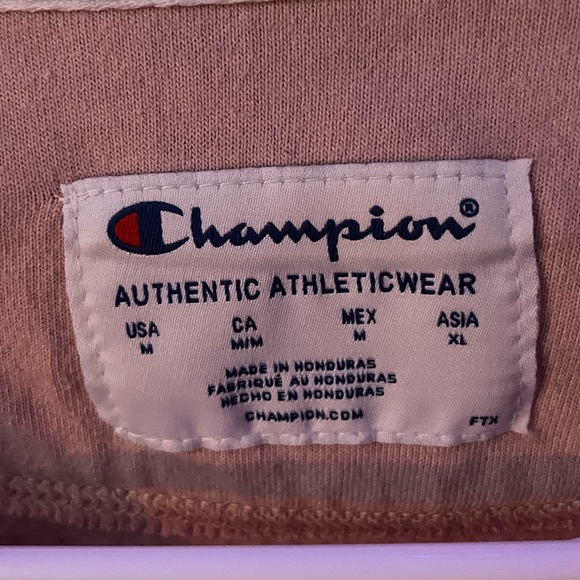 Champion®
AUTHENTIC ATHLETICWEAR
USA CA MEX ASIA
M M/M M XL
MADE IN HONDURAS
FABRIQUÉ AU HONDURAS
HECHO EN HONDURAS
CHAMPION.COM
FTX